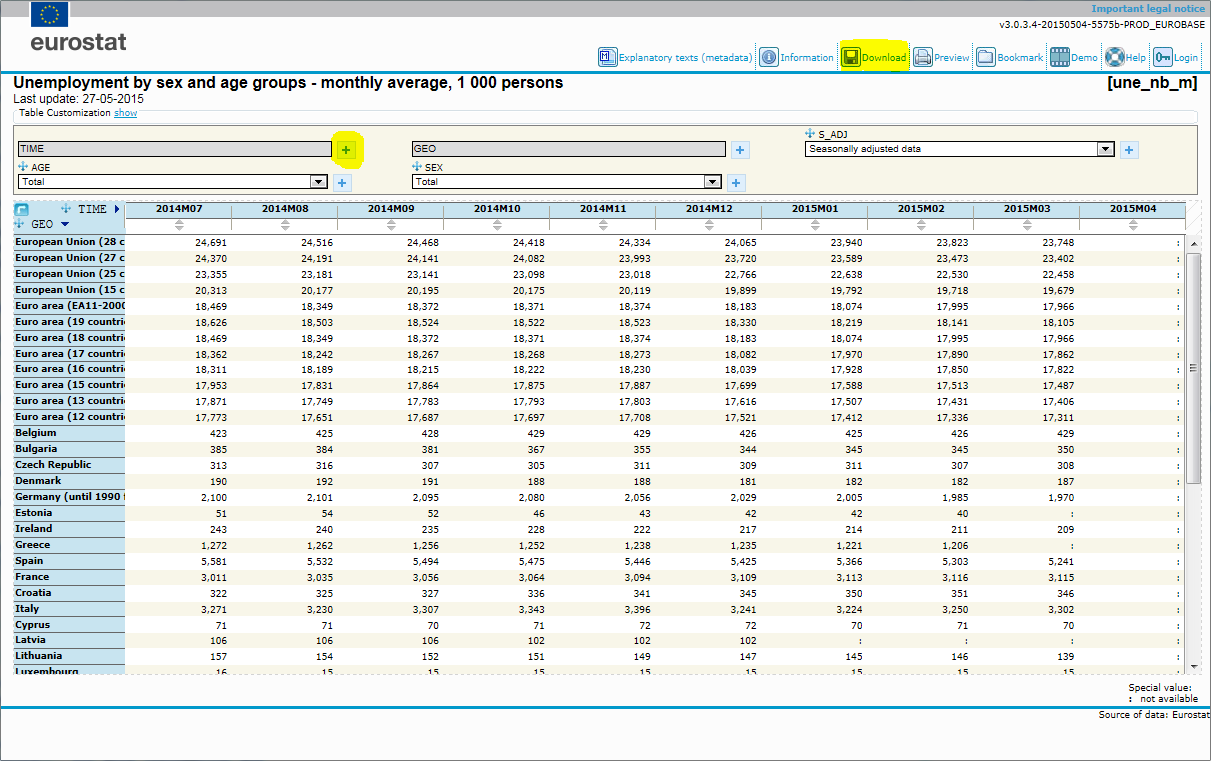 Important legal notice
v3.0.3.4-20150504-5575b-PROD_EUROBASE
eurostat
Explanatory texts (metadata) Information Download Preview Bookmark Demo Help Login
Unemployment by sex and age groups - monthly average, 1 000 persons [une_nb_m]
Last update: 27-05-2015
Table Customization show
TIME + GEO + S_ADJ
Seasonally adjusted data +
AGE SEX
Total + Total +
TIME 2014M07 2014M08 2014M09 2014M10 2014M11 2014M12 2015M01 2015M02 2015M03 2015M04
GEO
European Union (28 c 24,691 24,516 24,468 24,418 24,334 24,065 23,940 23,823 23,748 :
European Union (27 c 24,370 24,191 24,141 24,082 23,993 23,720 23,589 23,473 23,402 :
European Union (25 c 23,355 23,181 23,141 23,098 23,018 22,766 22,638 22,530 22,458 :
European Union (15 c 20,313 20,177 20,195 20,175 20,119 19,899 19,792 19,718 19,679 :
Euro area (EA11-2000 18,469 18,349 18,372 18,371 18,374 18,183 18,074 17,995 17,966 :
Euro area (19 countri 18,626 18,503 18,524 18,522 18,523 18,330 18,219 18,141 18,105 :
Euro area (18 countri 18,469 18,349 18,372 18,371 18,374 18,183 18,074 17,995 17,966 :
Euro area (17 countri 18,362 18,242 18,267 18,268 18,273 18,082 17,970 17,890 17,862 :
Euro area (16 countri 18,311 18,189 18,215 18,222 18,230 18,039 17,928 17,850 17,822 :
Euro area (15 countri 17,953 17,831 17,864 17,875 17,887 17,699 17,588 17,513 17,487 :
Euro area (13 countri 17,871 17,749 17,783 17,793 17,803 17,616 17,507 17,431 17,406 :
Euro area (12 countri 17,773 17,651 17,687 17,697 17,708 17,521 17,412 17,336 17,311 :
Belgium 423 425 428 429 429 426 425 426 429 :
Bulgaria 385 384 381 367 355 344 345 345 350 :
Czech Republic 313 316 307 305 311 309 311 307 308 :
Denmark 190 192 191 188 188 181 182 182 187 :
Germany (until 1990 t 2,100 2,101 2,095 2,080 2,056 2,029 2,005 1,985 1,970 :
Estonia 51 54 52 46 43 42 42 40 : :
Ireland 243 240 235 228 222 217 214 211 209 :
Greece 1,272 1,262 1,256 1,252 1,238 1,235 1,221 1,206 : :
Spain 5,581 5,532 5,494 5,475 5,446 5,425 5,366 5,303 5,241 :
France 3,011 3,035 3,056 3,064 3,094 3,109 3,113 3,116 3,115 :
Croatia 322 325 327 336 341 345 350 351 346 :
Italy 3,271 3,230 3,307 3,343 3,396 3,241 3,224 3,250 3,302 :
Cyprus 71 71 70 71 72 72 70 71 70 :
Latvia 106 106 106 102 102 102 : : : :
Lithuania 157 154 152 151 149 147 145 146 139 :
Luxembourg 16 15 15 15 15 15 15 15 15 :
Special value:
: not available
Source of data: Eurostat